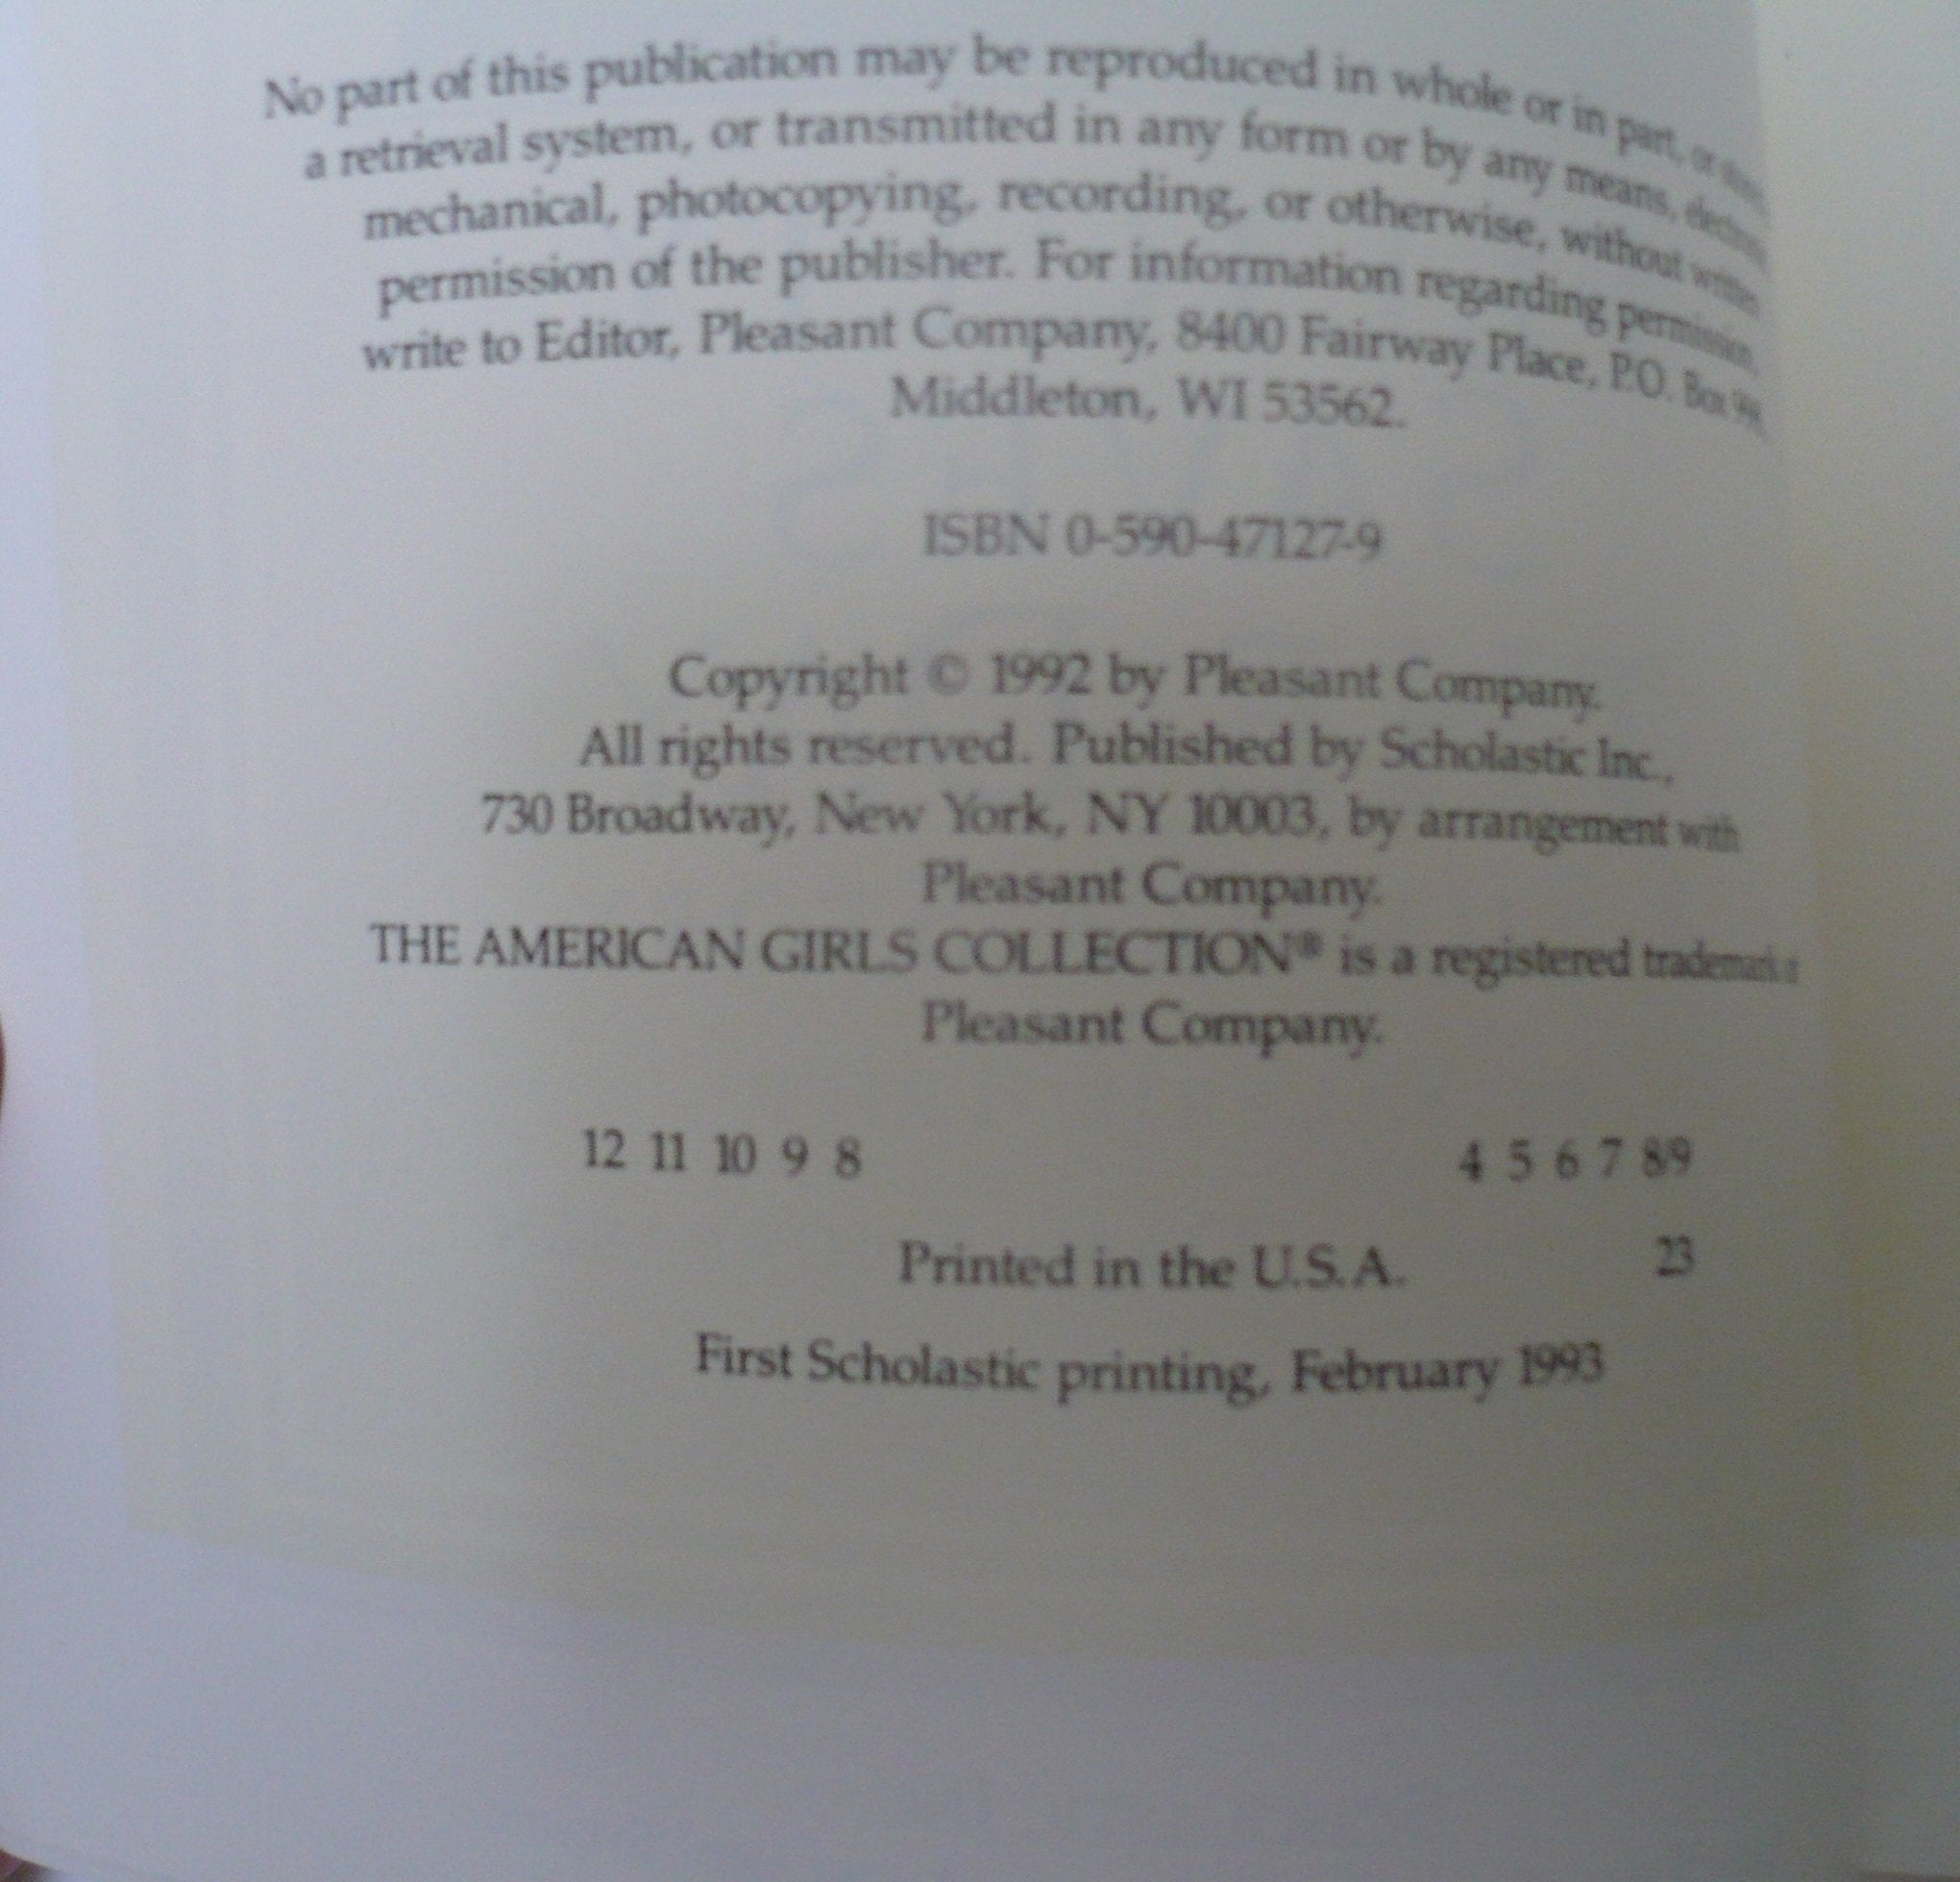 No part of this publication may be reproduced in whole or in part, or
a retrieval system, or transmitted in any form or by any means,
mechanical, photocopying, recording, or otherwise, without written
permission of the publisher. For information regarding permission,
write to Editor, Pleasant Company, 8400 Fairway Place, P.O. Box
Middleton, WI 53562.
ISBN 0-590-47127-9
Copyright © 1992 by Pleasant Company.
All rights reserved. Published by Scholastic Inc.,
730 Broadway, New York, NY 10003, by arrangement with
Pleasant Company.
THE AMERICAN GIRLS COLLECTION® is a registered trademark
Pleasant Company.
12 11 10 9 8 4 5 6 7 8 9
Printed in the U.S.A. 23
First Scholastic printing, February 1993